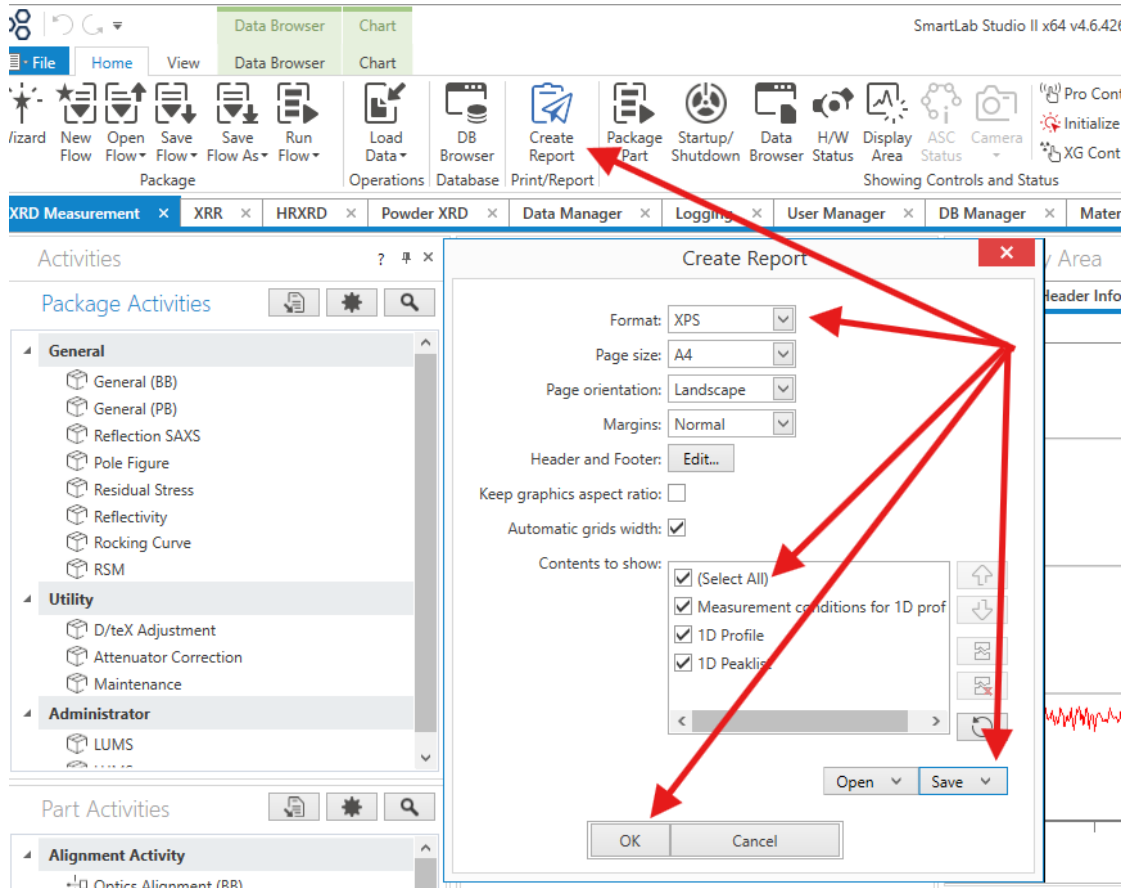 Data Browser Chart SmartLab Studio II x64 v4.6.426
File Home View Data Browser Chart
Wizard New Flow Open Flow Save Flow Save Flow As Run Flow Load Data DB Browser Create Report Package Part Startup/ Shutdown Data Browser H/W Status Display Area ASC Status Camera
Pro Cont
Initialize
XG Cont
Package Operations Database Print/Report Showing Controls and Status
XRD Measurement XRR HRXRD Powder XRD Data Manager Logging User Manager DB Manager Mater
Activities ?
Package Activities
General
General (BB)
General (PB)
Reflection SAXS
Pole Figure
Residual Stress
Reflectivity
Rocking Curve
RSM
Utility
D/teX Adjustment
Attenuator Correction
Maintenance
Administrator
LUMS
Part Activities
Alignment Activity
Optics Alignment (BB)
Create Report
Format: XPS
Page size: A4
Page orientation: Landscape
Margins: Normal
Header and Footer: Edit...
Keep graphics aspect ratio:
Automatic grids width:
Contents to show:
(Select All)
Measurement conditions for 1D prof
1D Profile
1D Peaklist
Open Save
OK Cancel
y Area
Header Info